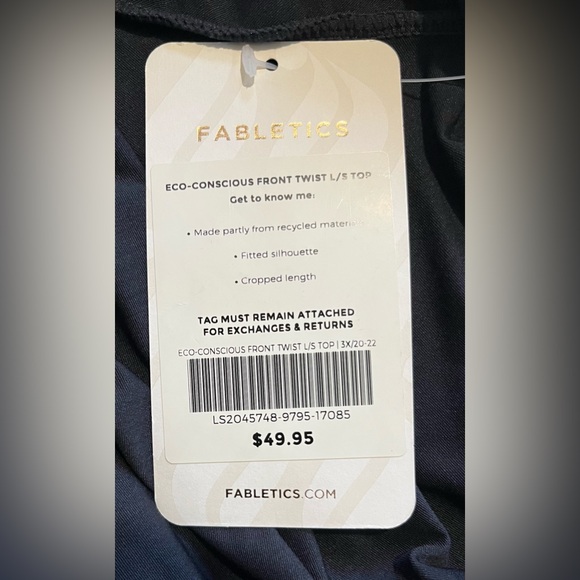 FABLETICS
ECO-CONSCIOUS FRONT TWIST L/S TOP
Get to know me:
• Made partly from recycled
• Fitted silhouette
• Cropped length
TAG MUST REMAIN ATTACHED
FOR EXCHANGES & RETURNS
ECO-CONSCIOUS FRONT TWIST L/S TOP | 3X/20-22
LS2045748-9795-17085
$49.95
FABLETICS.COM